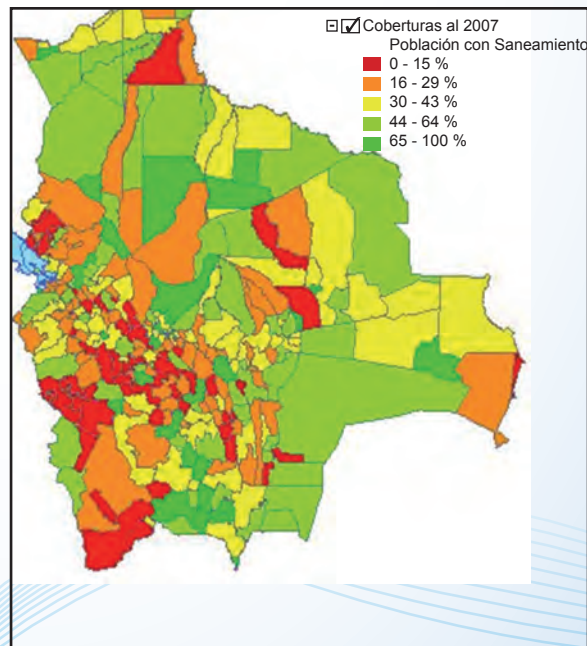 Coberturas al 2007
Población con Saneamiento
0 - 15 %
16 - 29 %
30 - 43 %
44 - 64 %
65 - 100 %